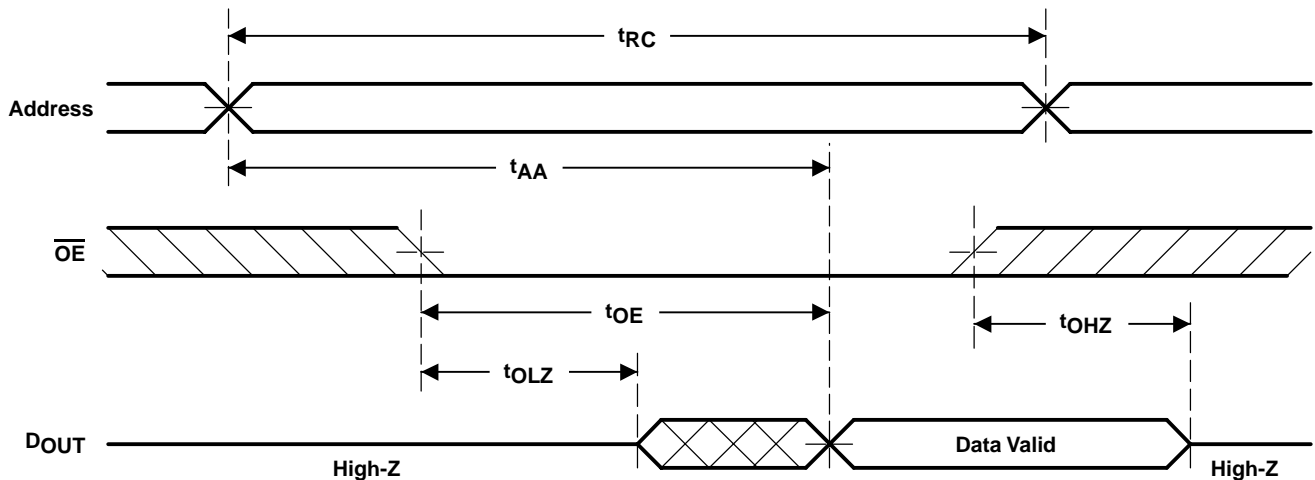 tRC
Address
tAA
OE
tOE
tOHZ
tOLZ
DOUT
Data Valid
High-Z
High-Z